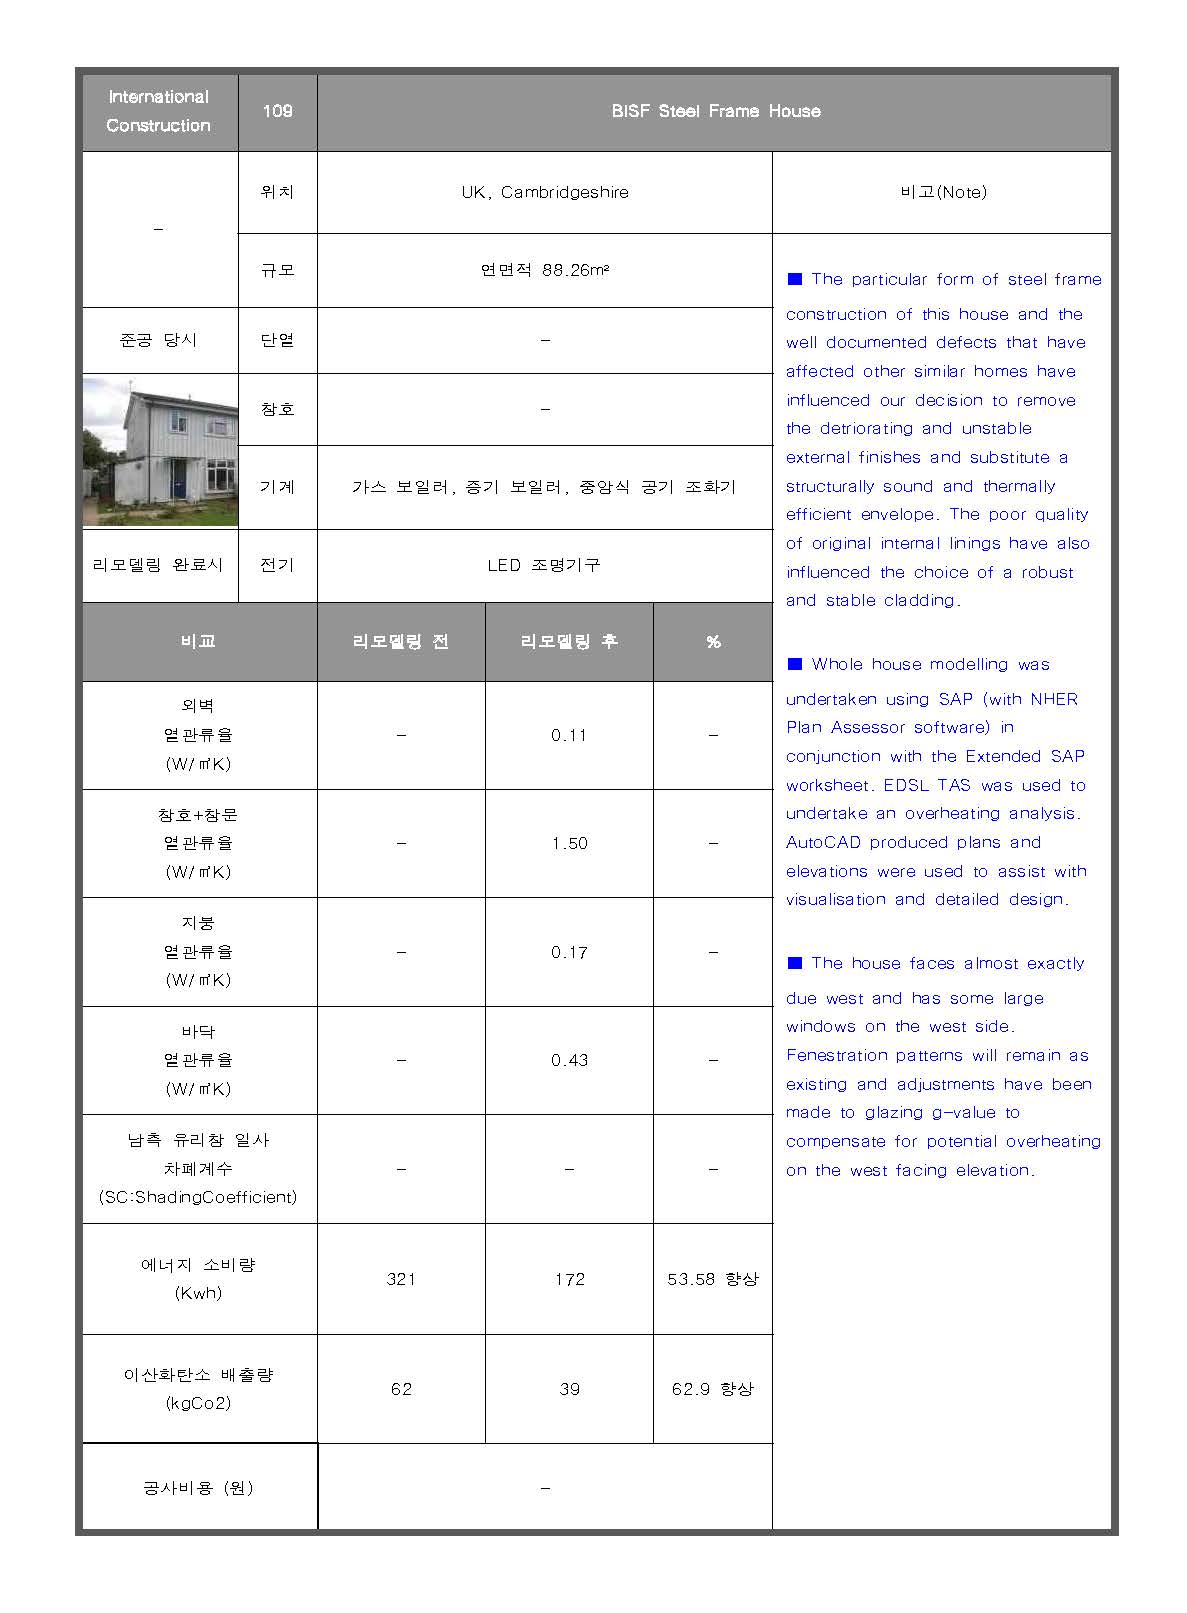 International
Construction
109
BISF Steel Frame House
-
위치
UK, Cambridgeshire
비고(Note)
규모
연면적 88.26m²
준공 당시
단열
-
창호
-
기계
가스 보일러, 증기 보일러, 중앙식 공기 조화기
리모델링 완료시
전기
LED 조명기구
비교
리모델링 전
리모델링 후
%
외벽
열관류율
(W/㎡K)
-
0.11
-
창호+창문
열관류율
(W/㎡K)
-
1.50
-
지붕
열관류율
(W/㎡K)
-
0.17
-
바닥
열관류율
(W/㎡K)
-
0.43
-
남측 유리창 일사
차폐계수
(SC:ShadingCoefficient)
-
-
-
에너지 소비량
(Kwh)
321
172
53.58 향상
이산화탄소 배출량
(kgCo2)
62
39
62.9 향상
공사비용 (원)
-
■ The particular form of steel frame
construction of this house and the
well documented defects that have
affected other similar homes have
influenced our decision to remove
the detriorating and unstable
external finishes and substitute a
structurally sound and thermally
efficient envelope. The poor quality
of original internal linings have also
influenced the choice of a robust
and stable cladding.
■ Whole house modelling was
undertaken using SAP (with NHER
Plan Assessor software) in
conjunction with the Extended SAP
worksheet. EDSL TAS was used to
undertake an overheating analysis.
AutoCAD produced plans and
elevations were used to assist with
visualisation and detailed design.
■ The house faces almost exactly
due west and has some large
windows on the west side.
Fenestration patterns will remain as
existing and adjustments have been
made to glazing g-value to
compensate for potential overheating
on the west facing elevation.